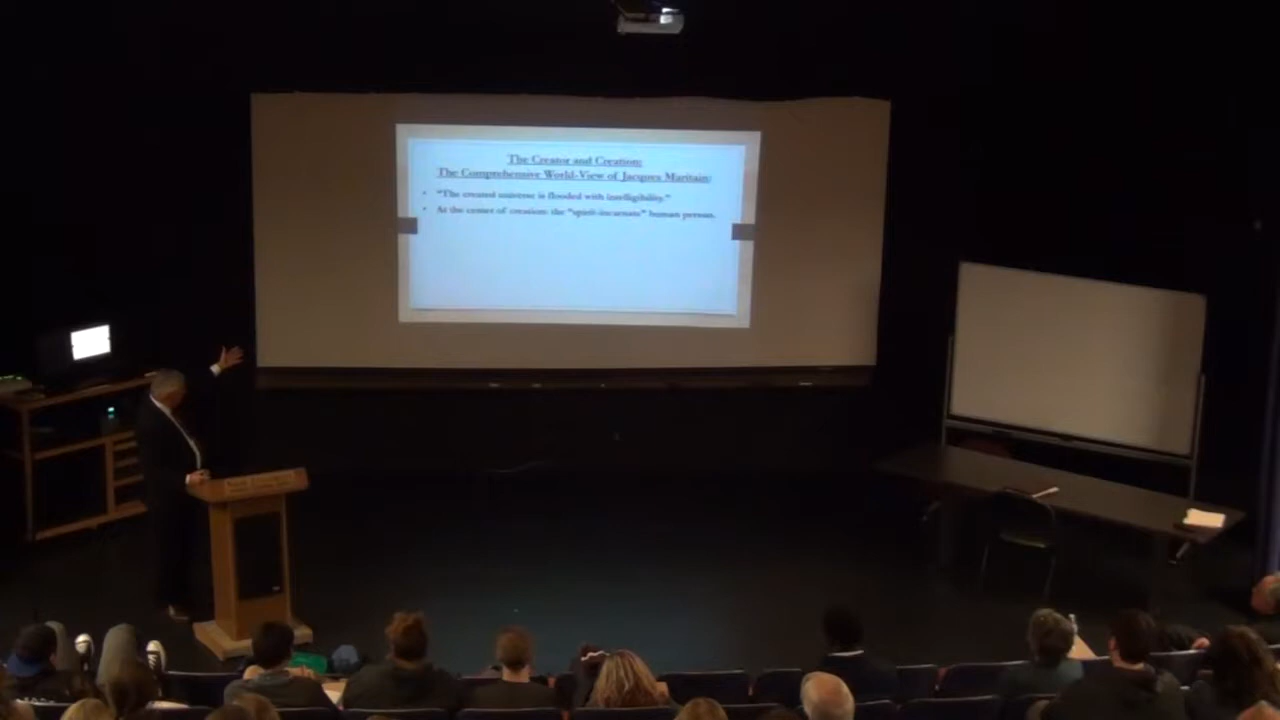 The Creator and Creation:
The Comprehensive World-View of Jacques Maritain:
• "The created universe is flooded with intelligibility."
• At the center of creation: the "spirit-incarnate" human person.